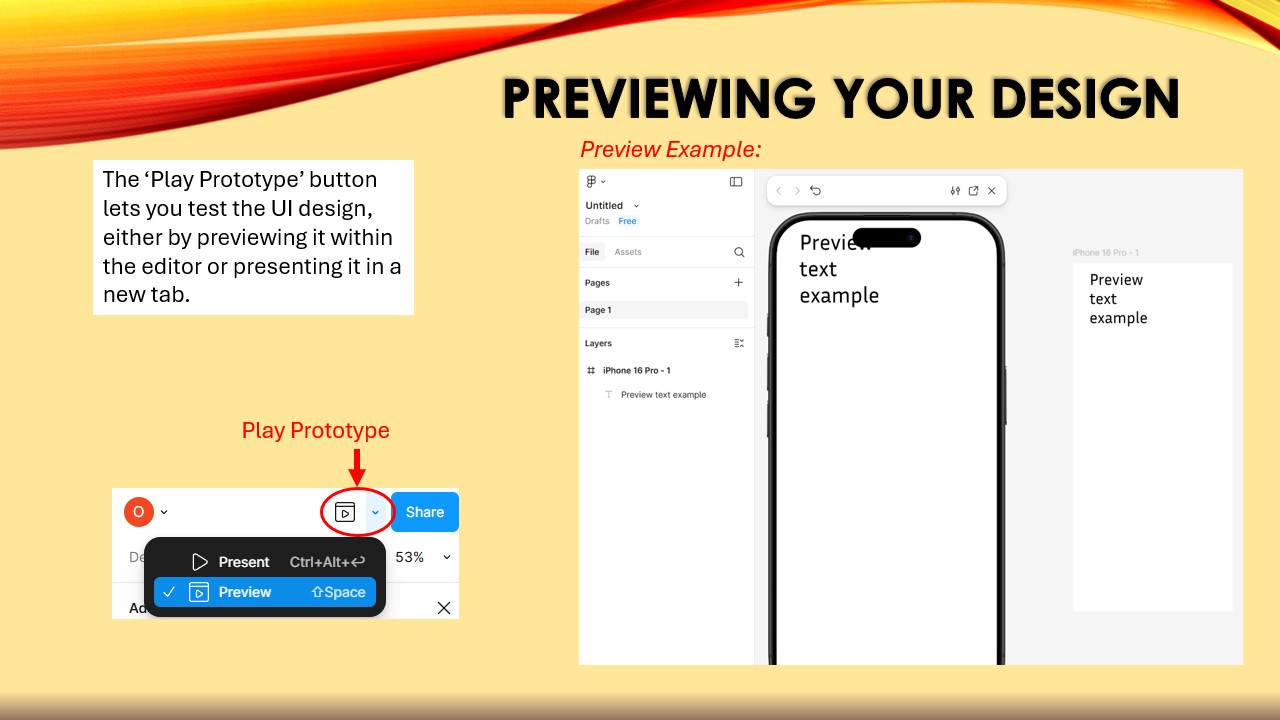 PREVIEWING YOUR DESIGN
Preview Example:
The ‘Play Prototype’ button
lets you test the UI design,
either by previewing it within
the editor or presenting it in a
new tab.
Play Prototype
O
Share
De
53%
Present Ctrl+Alt+↩
Preview ⇧Space
Ad
Untitled
Drafts Free
File Assets
Pages
Page 1
Layers
iPhone 16 Pro - 1
Preview text example
Preview
text
example
iPhone 16 Pro - 1
Preview
text
example